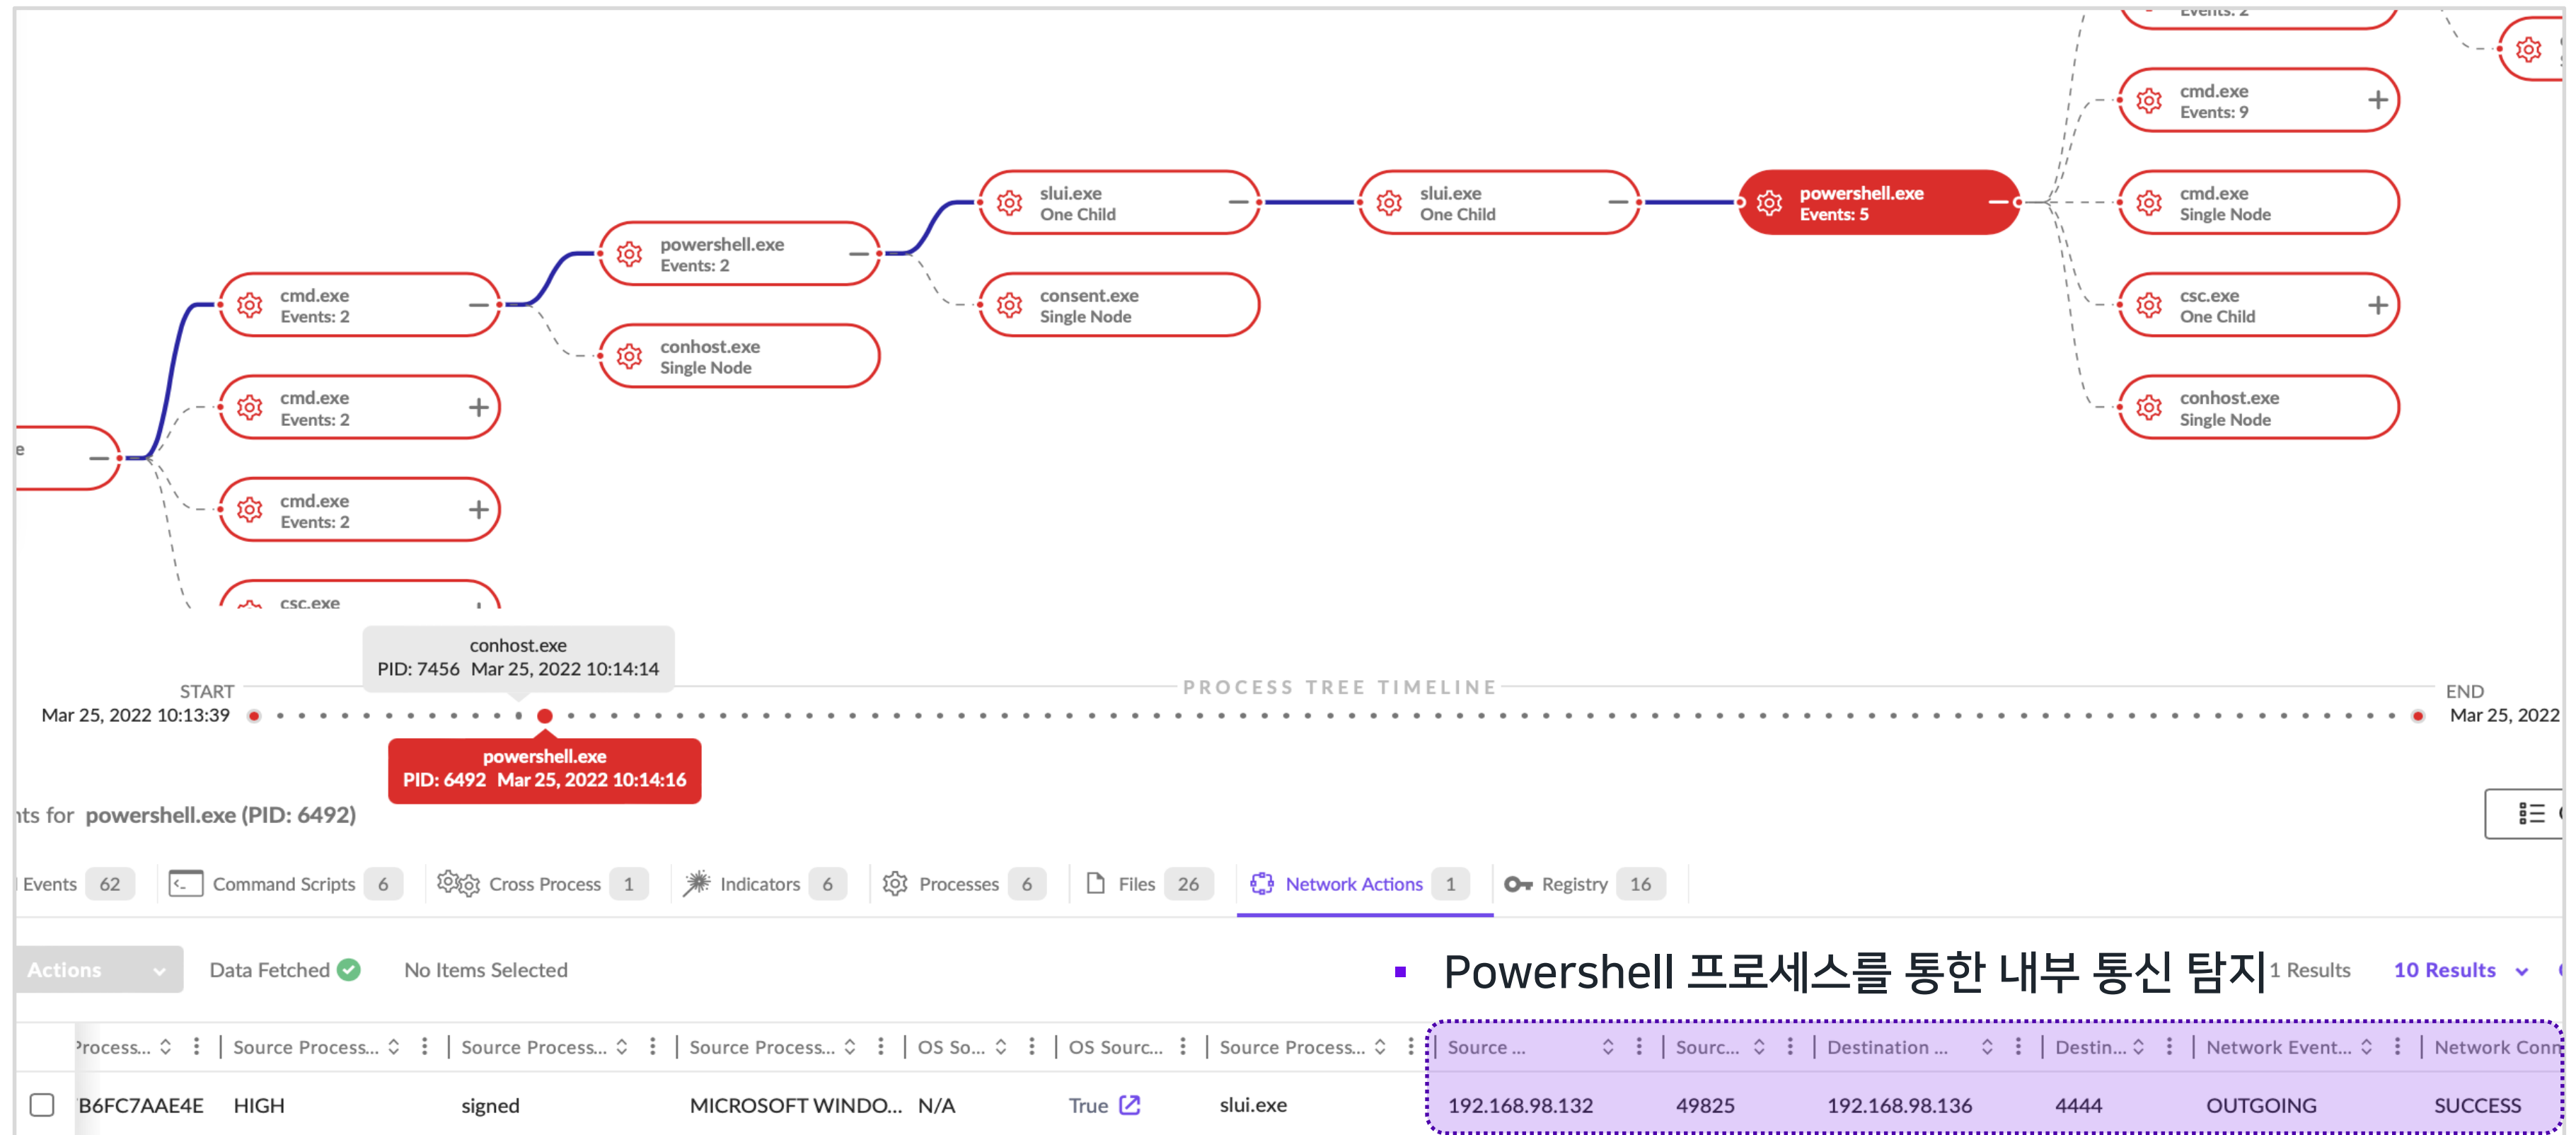 Events: 2
cmd.exe
Events: 9
slui.exe
One Child
slui.exe
One Child
powershell.exe
Events: 5
cmd.exe
Single Node
powershell.exe
Events: 2
cmd.exe
Events: 2
consent.exe
Single Node
csc.exe
One Child
conhost.exe
Single Node
cmd.exe
Events: 2
conhost.exe
Single Node
e
cmd.exe
Events: 2
csc.exe
conhost.exe
PID: 7456 Mar 25, 2022 10:14:14
START
PROCESS TREE TIMELINE
END
Mar 25, 2022 10:13:39
Mar 25, 2022
powershell.exe
PID: 6492 Mar 25, 2022 10:14:16
nts for powershell.exe (PID: 6492)
Events 62 Command Scripts 6 Cross Process 1 Indicators 6 Processes 6 Files 26 Network Actions 1 Registry 16
Actions Data Fetched No Items Selected
▪ Powershell 프로세스를 통한 내부 통신 탐지
1 Results 10 Results
Process... Source Process... Source Process... Source Process... OS So... OS Sourc... Source Process... Source ... Sourc... Destination ... Destin... Network Event... Network Conn
B6FC7AAE4E HIGH signed MICROSOFT WINDO... N/A True slui.exe 192.168.98.132 49825 192.168.98.136 4444 OUTGOING SUCCESS